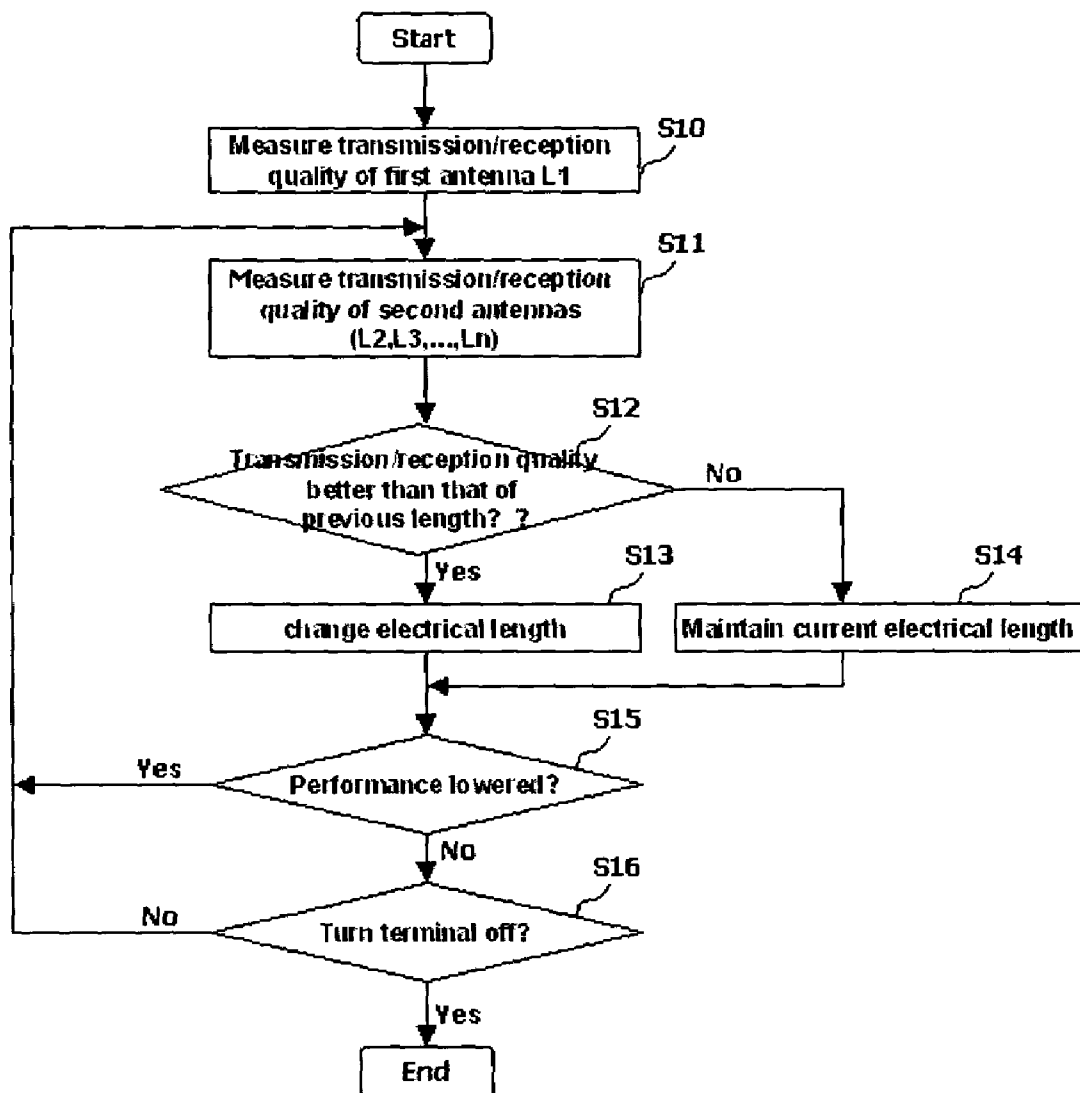 Start
S10
Measure transmission/reception
quality of first antenna L1
S11
Measure transmission/reception
quality of second antennas
(L2,L3,...,Ln)
S12
Transmission/reception quality
better than that of
previous length? ?
No
Yes
S13
change electrical length
S14
Maintain current electrical length
S15
Performance lowered?
Yes
No
S16
Turn terminal off?
No
Yes
End